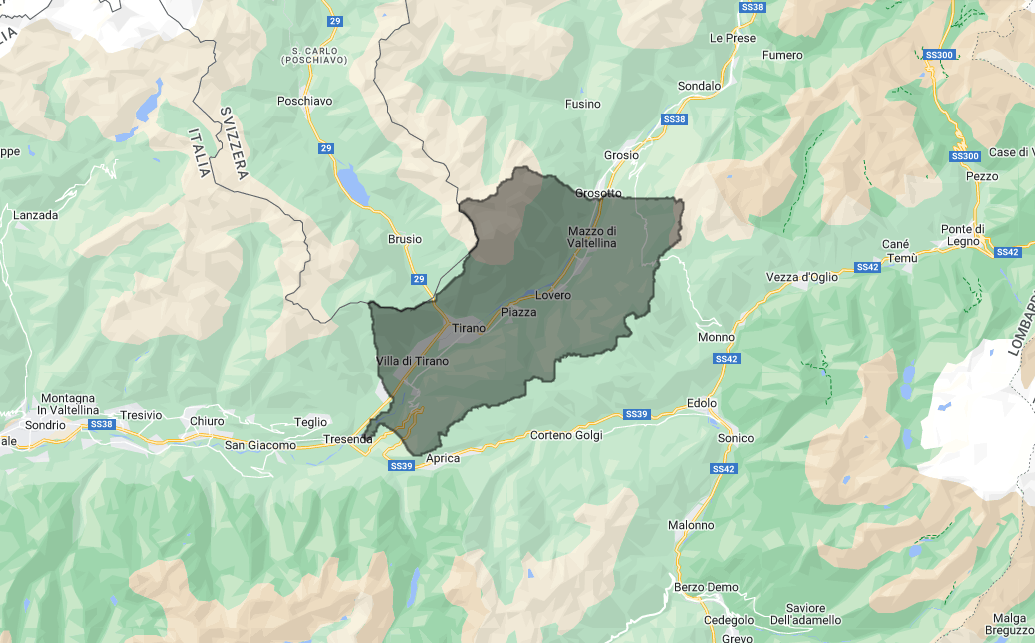 29
SS38
Le Prese
Fumero
S. CARLO
(POSCHIAVO)
SS300
Sondalo
Poschiavo
Fusino
SS38
SVIZZERA
ITALIA
29
Grosio
SS300
Case di V
ppe
Pezzo
Grosotto
Lanzada
Mazzo di
Valtellina
Brusio
Ponte di
Legno
Cané
Temù
SS42
SS42
29
Vezza d'Oglio
Lovero
Piazza
Tirano
LOMBARD
Monno
Villa di Tirano
SS42
Montagna
In Valtellina
Edolo
Tresivio
Chiuro
Teglio
SS39
Sondrio
SS38
ale
San Giacomo
Tresenda
Corteno Golgi
Sonico
Aprica
SS39
SS42
Malonno
Berzo Demo
Saviore
Dell'adamello
Cedegolo
Malga
Breguzzo
Grevo